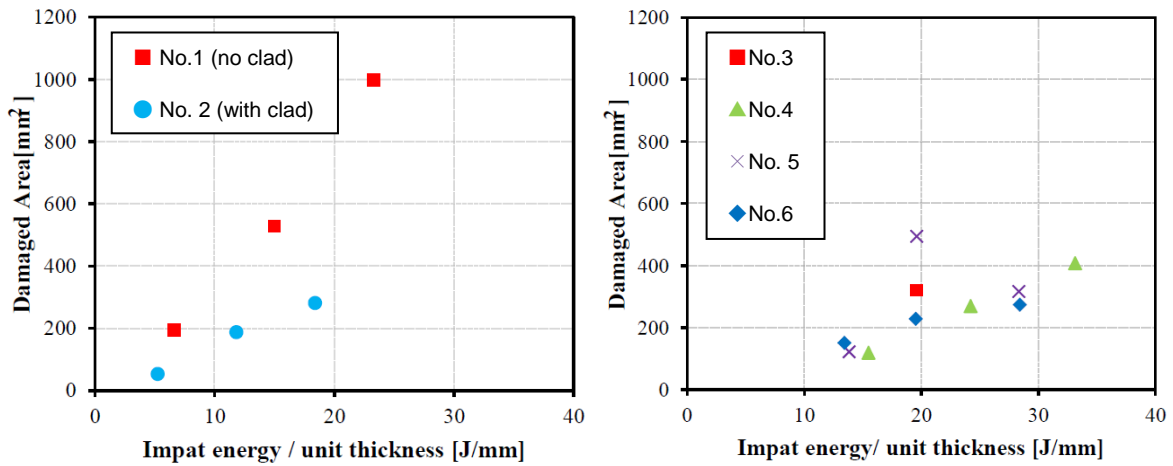 Damaged Area[mm²]
1200
1000
800
600
400
200
0
No.1 (no clad)
No. 2 (with clad)
0 10 20 30 40
Impat energy / unit thickness [J/mm]
Damaged Area[mm²]
1200
1000
800
600
400
200
0
No.3
No.4
No. 5
No.6
0 10 20 30 40
Impat energy/ unit thickness [J/mm]